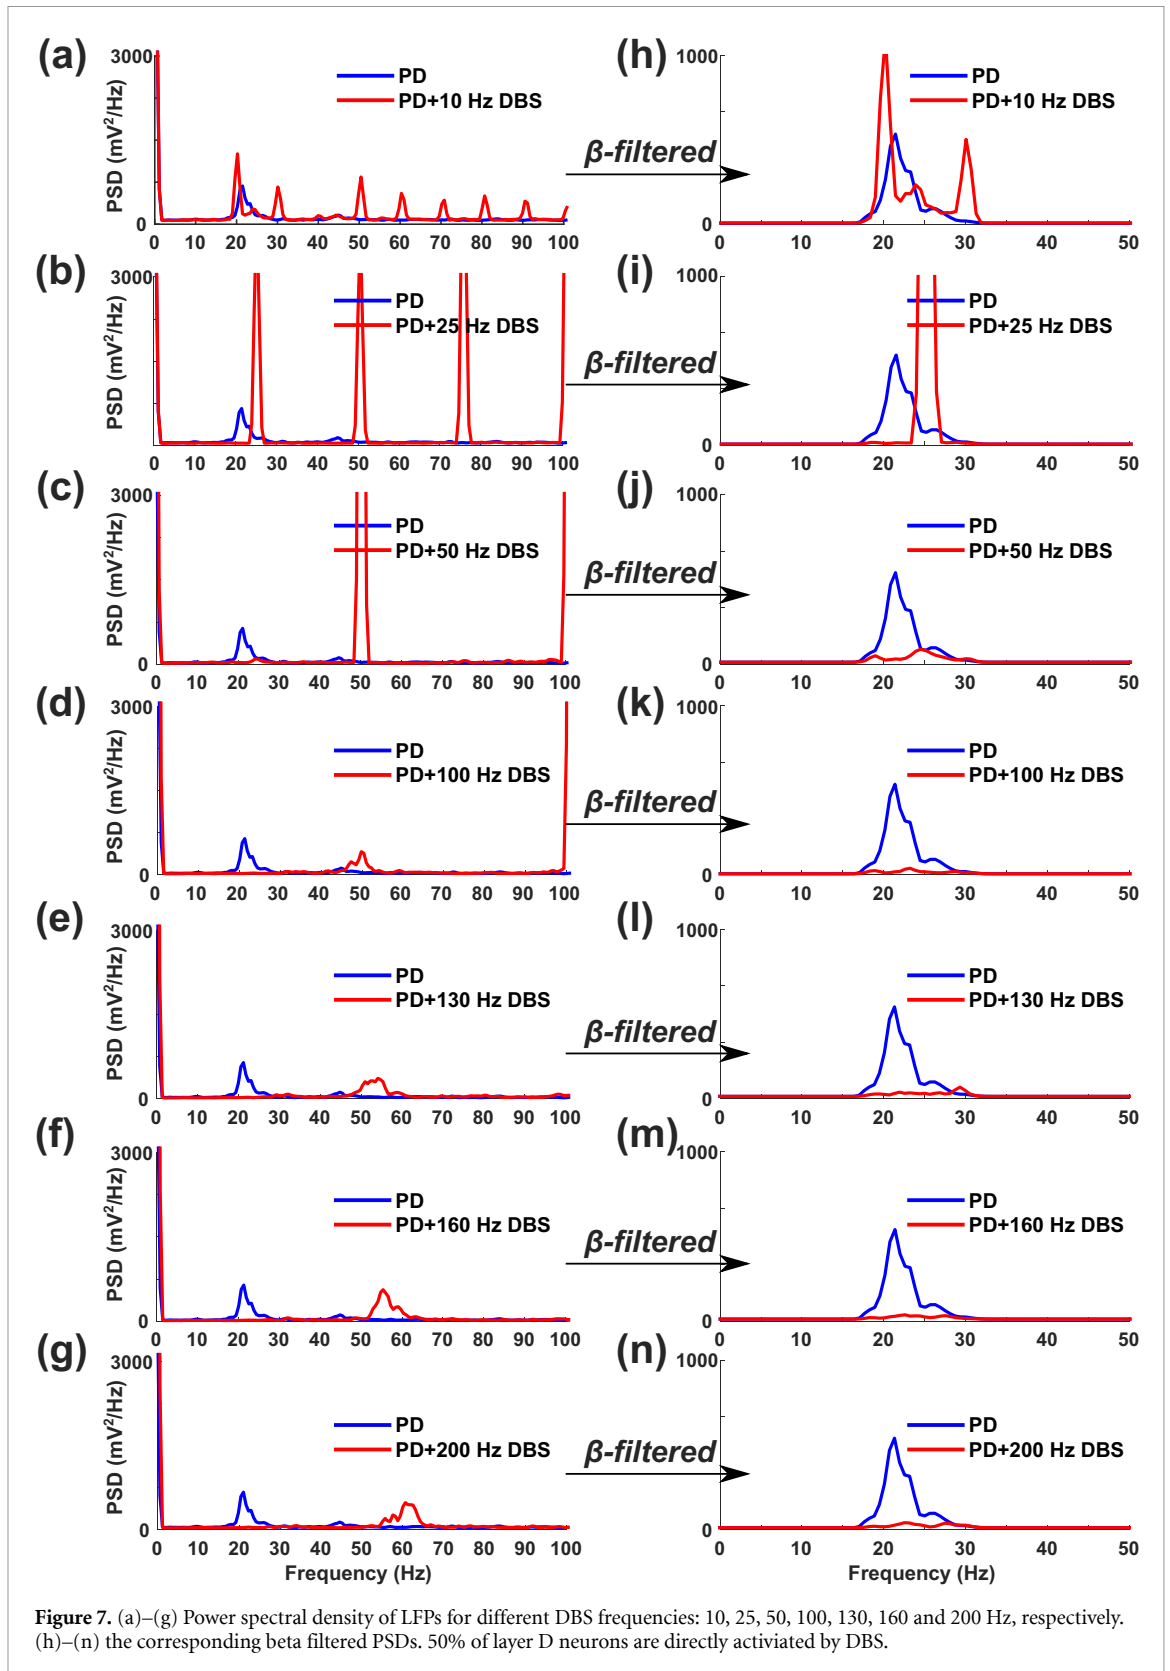 (a)
3000
PSD (mV²/Hz)
0
0 10 20 30 40 50 60 70 80 90 100
PD
PD+10 Hz DBS
β-filtered
(h)
1000
0
0 10 20 30 40 50
PD
PD+10 Hz DBS
(b)
3000
PSD (mV²/Hz)
0
0 10 20 30 40 50 60 70 80 90 100
PD
PD+25 Hz DBS
β-filtered
(i)
1000
0
0 10 20 30 40 50
PD
PD+25 Hz DBS
(c)
3000
PSD (mV²/Hz)
0
0 10 20 30 40 50 60 70 80 90 100
PD
PD+50 Hz DBS
β-filtered
(j)
1000
0
0 10 20 30 40 50
PD
PD+50 Hz DBS
(d)
3000
PSD (mV²/Hz)
0
0 10 20 30 40 50 60 70 80 90 100
PD
PD+100 Hz DBS
β-filtered
(k)
1000
0
0 10 20 30 40 50
PD
PD+100 Hz DBS
(e)
3000
PSD (mV²/Hz)
0
0 10 20 30 40 50 60 70 80 90 100
PD
PD+130 Hz DBS
β-filtered
(l)
1000
0
0 10 20 30 40 50
PD
PD+130 Hz DBS
(f)
3000
PSD (mV²/Hz)
0
0 10 20 30 40 50 60 70 80 90 100
PD
PD+160 Hz DBS
β-filtered
(m)
1000
0
0 10 20 30 40 50
PD
PD+160 Hz DBS
(g)
3000
PSD (mV²/Hz)
0
0 10 20 30 40 50 60 70 80 90 100
Frequency (Hz)
PD
PD+200 Hz DBS
β-filtered
(n)
1000
0
0 10 20 30 40 50
Frequency (Hz)
PD
PD+200 Hz DBS
Figure 7. (a)–(g) Power spectral density of LFPs for different DBS frequencies: 10, 25, 50, 100, 130, 160 and 200 Hz, respectively.
(h)–(n) the corresponding beta filtered PSDs. 50% of layer D neurons are directly activiated by DBS.